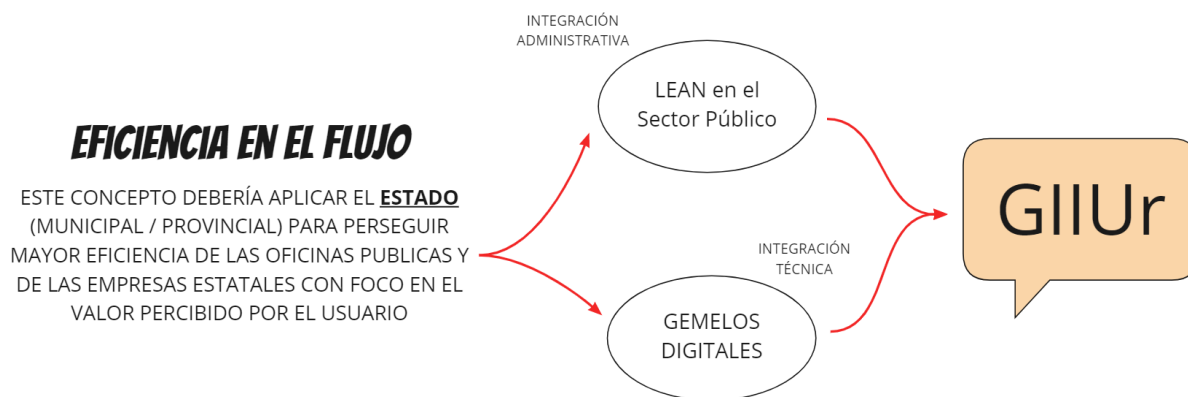 EFICIENCIA EN EL FLUJO
ESTE CONCEPTO DEBERÍA APLICAR EL ESTADO
(MUNICIPAL / PROVINCIAL) PARA PERSEGUIR
MAYOR EFICIENCIA DE LAS OFICINAS PUBLICAS Y
DE LAS EMPRESAS ESTATALES CON FOCO EN EL
VALOR PERCIBIDO POR EL USUARIO
INTEGRACIÓN
ADMINISTRATIVA
LEAN en el
Sector Público
INTEGRACIÓN
TÉCNICA
GEMELOS
DIGITALES
GIIUr